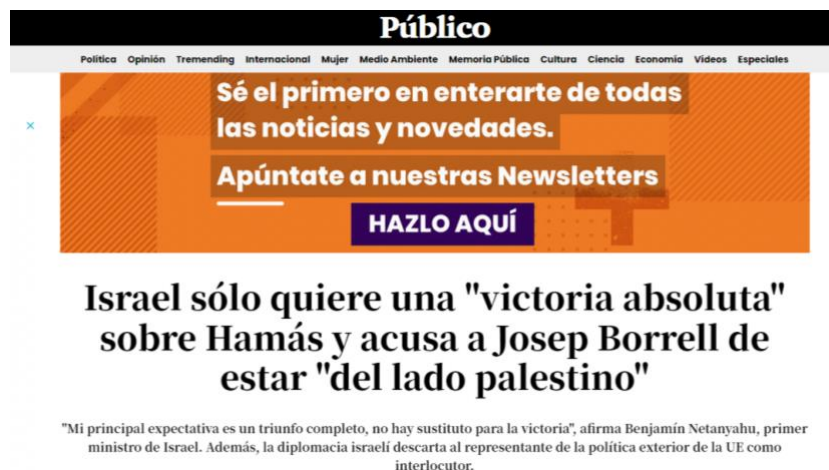 Público
Política Opinión Tremending Internacional Mujer Medio Ambiente Memoria Pública Cultura Ciencia Economía Vídeos Especiales
Sé el primero en enterarte de todas
las noticias y novedades.
Apúntate a nuestras Newsletters
HAZLO AQUÍ
Israel sólo quiere una "victoria absoluta"
sobre Hamás y acusa a Josep Borrell de
estar "del lado palestino"
"Mi principal expectativa es un triunfo completo, no hay sustituto para la victoria", afirma Benjamín Netanyahu, primer
ministro de Israel. Además, la diplomacia israelí descarta al representante de la política exterior de la UE como
interlocutor.